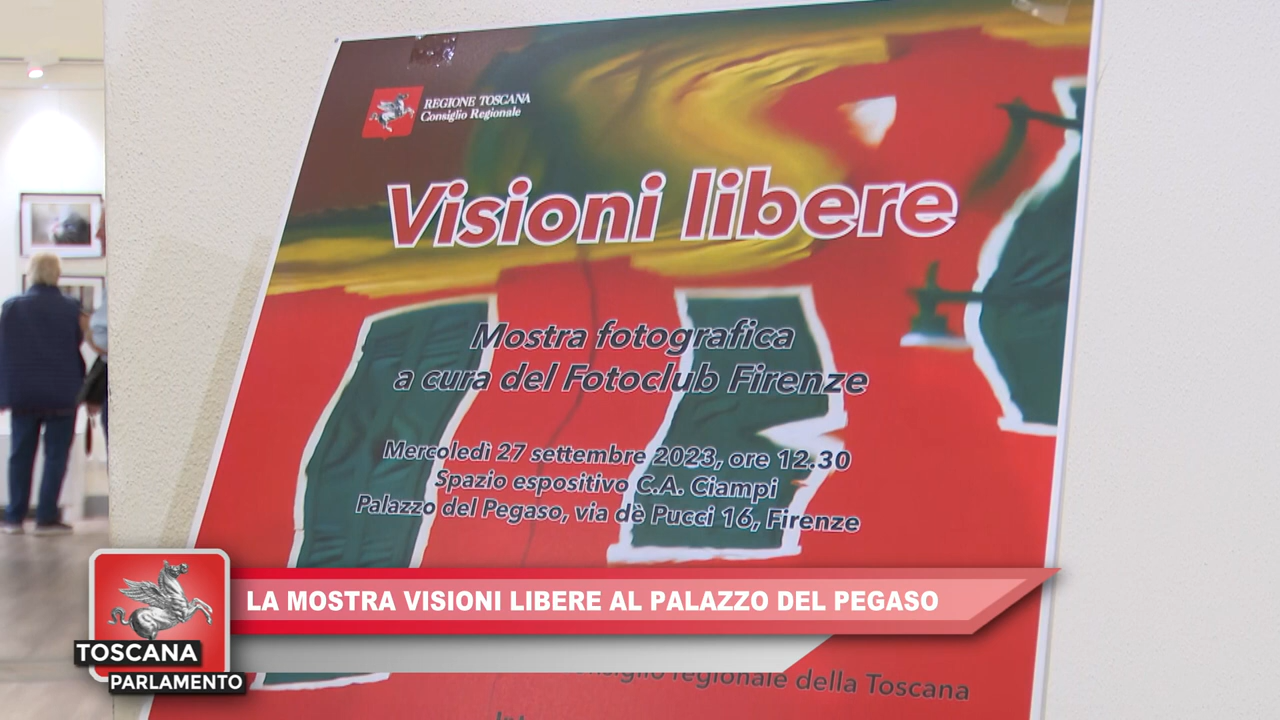 REGIONE TOSCANA
Consiglio Regionale
Visioni libere
Mostra fotografica
a cura del Fotoclub Firenze
Mercoledì 27 settembre 2023, ore 12.30
Spazio espositivo C.A. Ciampi
Palazzo del Pegaso, via dè Pucci 16, Firenze
LA MOSTRA VISIONI LIBERE AL PALAZZO DEL PEGASO
TOSCANA
PARLAMENTO
regionale della Toscana